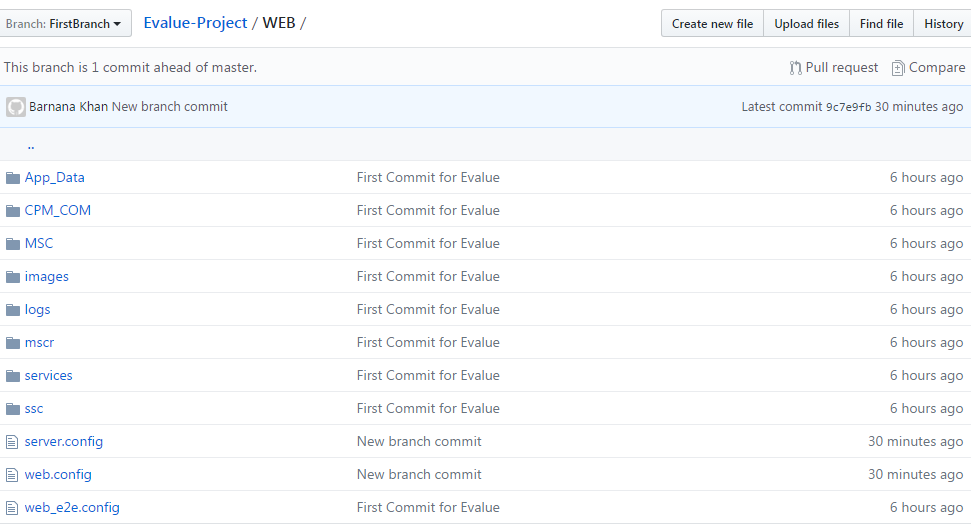 Branch: FirstBranch Evalue-Project / WEB / Create new file Upload files Find file History
This branch is 1 commit ahead of master. Pull request Compare
Barnana Khan New branch commit Latest commit 9c7e9fb 30 minutes ago
..
App_Data First Commit for Evalue 6 hours ago
CPM_COM First Commit for Evalue 6 hours ago
MSC First Commit for Evalue 6 hours ago
images First Commit for Evalue 6 hours ago
logs First Commit for Evalue 6 hours ago
mscr First Commit for Evalue 6 hours ago
services First Commit for Evalue 6 hours ago
ssc First Commit for Evalue 6 hours ago
server.config New branch commit 30 minutes ago
web.config New branch commit 30 minutes ago
web_e2e.config First Commit for Evalue 6 hours ago